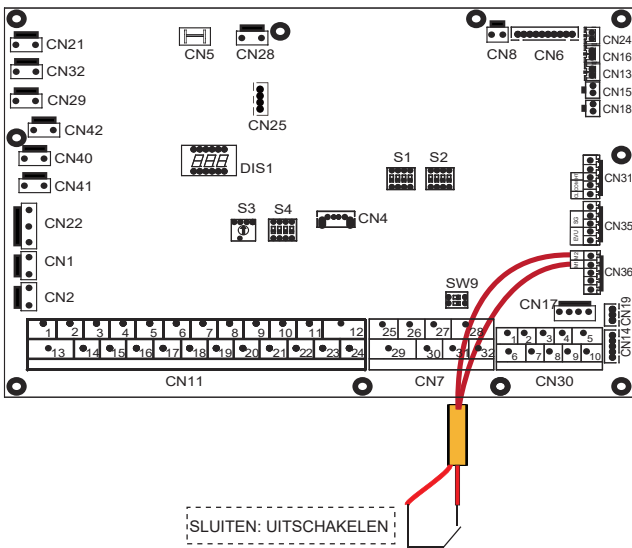 CN21
CN32
CN29
CN42
CN40
CN41
CN22
CN1
CN2
CN5
CN28
CN25
DIS1
S1 S2
S3 S4
CN4
CN8 CN6
CN24
CN16
CN13
CN15
CN18
CN31
CN35
SG
EVU
CN36
M1 M2
SW9
CN17
CN19
CN14
1 2 3 4 5 6 7 8 9 10 11 12
13 14 15 16 17 18 19 20 21 22 23 24
CN11
25 26 27 28
29 30 31 32
CN7
1 2 3 4 5
6 7 8 9 10
CN30
SLUITEN: UITSCHAKELEN